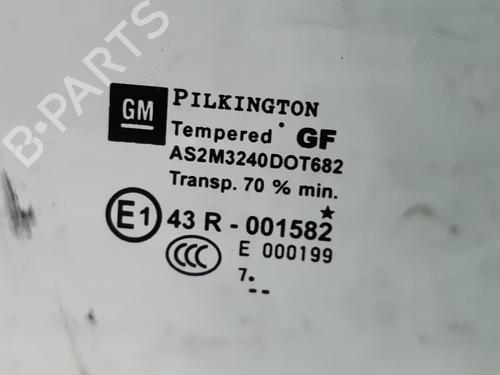 B-PARTS
GM PILKINGTON
Tempered GF
AS2M3240DOT682
Transp. 70 % min.
E1 43 R - 001582
CCC E 000199
7.